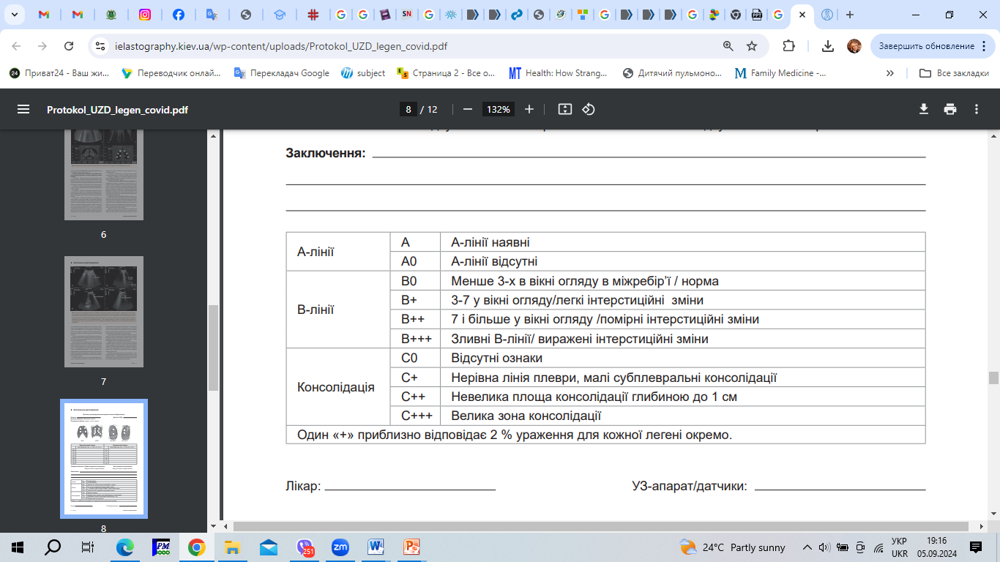 Завершить обновление
ielastography.kiev.ua/wp-content/uploads/Protokol_UZD_legen_covid.pdf
Приват24 - Ваш жи...
Переводчик онлай...
Перекладач Google
subject
Страница 2 - Все о...
Health: How Strang...
Дитячий пульмоно...
Family Medicine -...
Все закладки
Protokol_UZD_legen_covid.pdf
8 / 12
132%
6
7
8
Заключення:
А-лінії
A
А-лінії наявні
A0
А-лінії відсутні
В-лінії
B0
Менше 3-х в вікні огляду в міжребір’ї / норма
B+
3-7 у вікні огляду/легкі інтерстиційні зміни
B++
7 і більше у вікні огляду /помірні інтерстиційні зміни
B+++
Зливні В-лінії/ виражені інтерстиційні зміни
Консолідація
C0
Відсутні ознаки
C+
Нерівна лінія плеври, малі субплевральні консолідації
C++
Невелика площа консолідації глибиною до 1 см
C+++
Велика зона консолідації
Один «+» приблизно відповідає 2 % ураження для кожної легені окремо.
Лікар:
УЗ-апарат/датчики:
251
24°C Partly sunny
УКР
UKR
19:16
05.09.2024